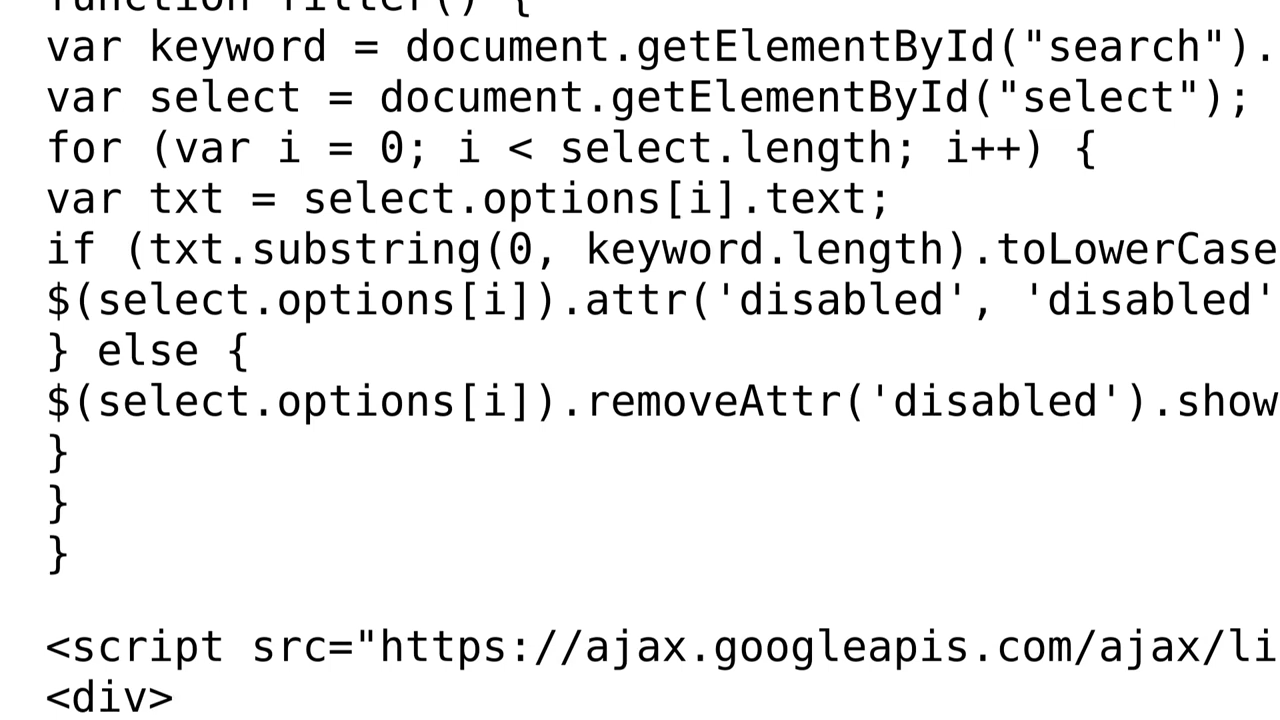 function filter() {
var keyword = document.getElementById("search").
var select = document.getElementById("select");
for (var i = 0; i < select.length; i++) {
var txt = select.options[i].text;
if (txt.substring(0, keyword.length).toLowerCase
$(select.options[i]).attr('disabled', 'disabled'
} else {
$(select.options[i]).removeAttr('disabled').show
}
}
}
<script src="https://ajax.googleapis.com/ajax/li
<div>